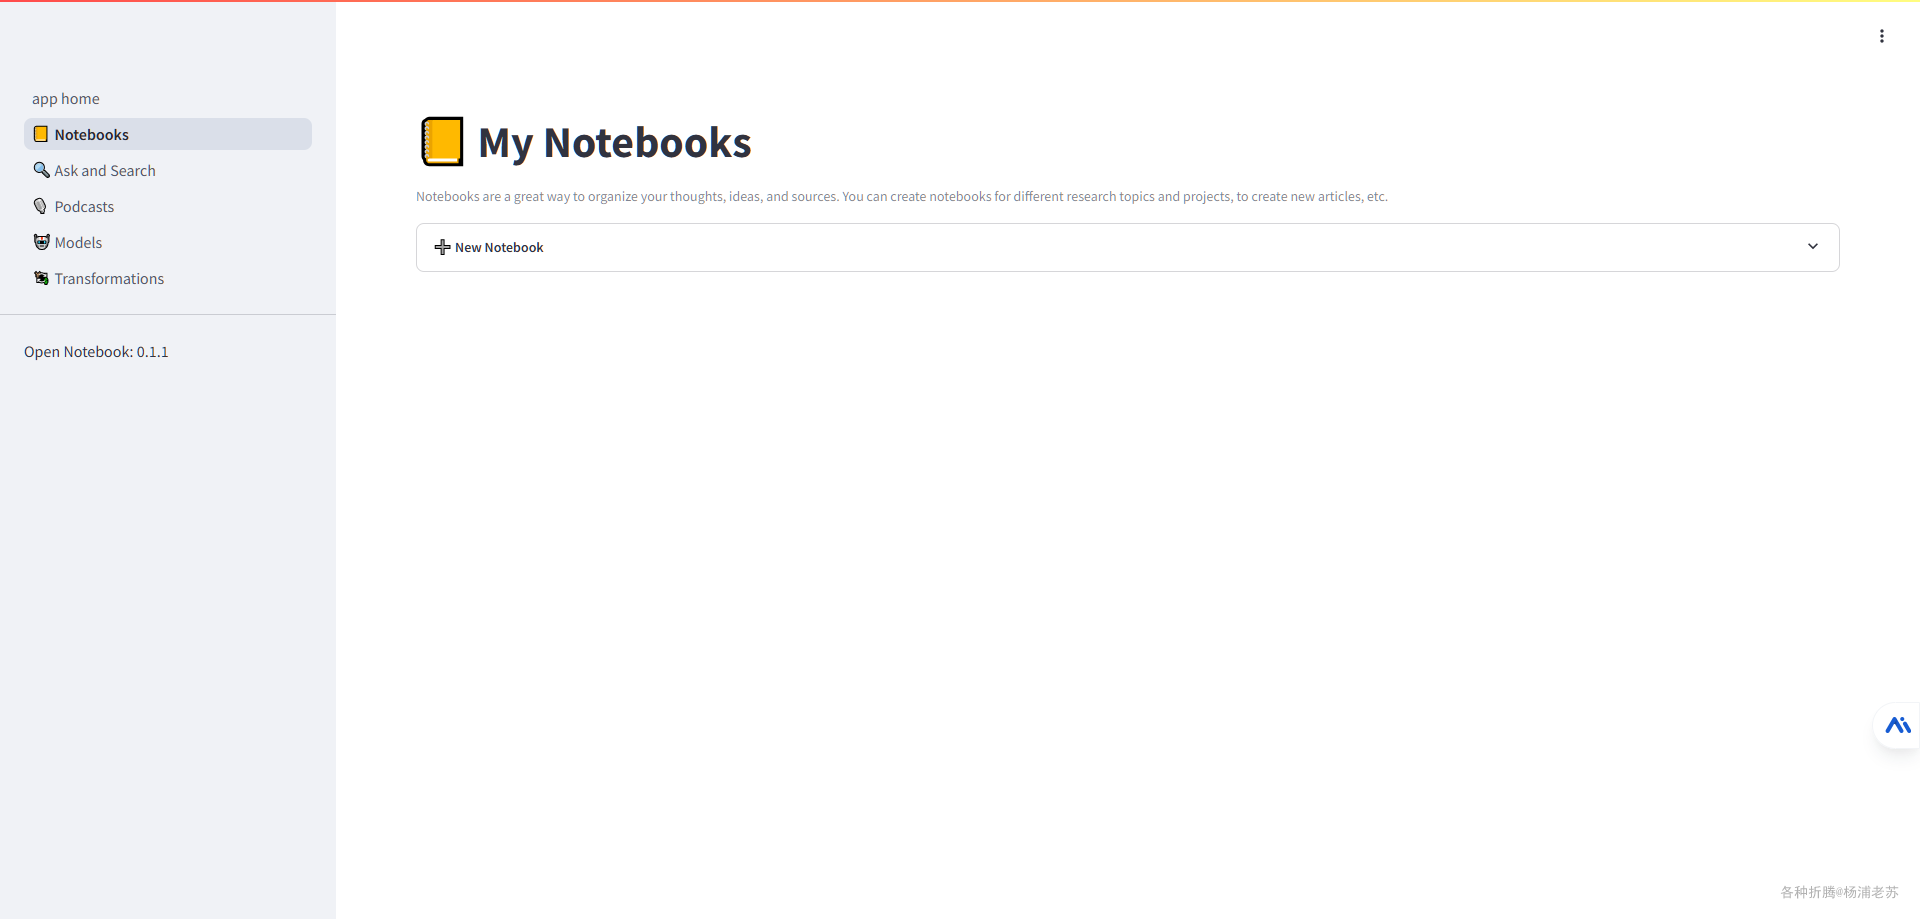 app home
Notebooks
Ask and Search
Podcasts
Models
Transformations
Open Notebook: 0.1.1
My Notebooks
Notebooks are a great way to organize your thoughts, ideas, and sources. You can create notebooks for different research topics and projects, to create new articles, etc.
New Notebook
各种折腾@杨浦老苏